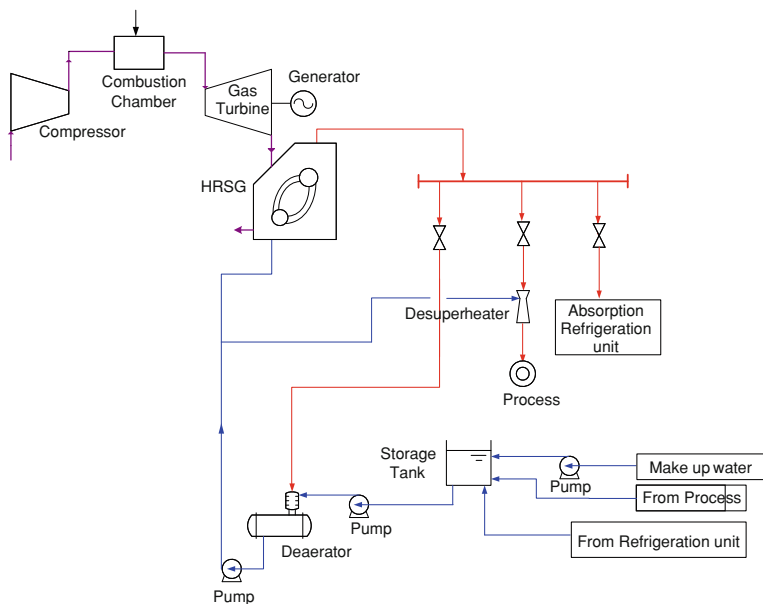 Combustion
Chamber
Compressor
Gas
Turbine
Generator
HRSG
Desuperheater
Absorption
Refrigeration
unit
Process
Storage
Tank
Pump
Make up water
From Process
From Refrigeration unit
Pump
Deaerator
Pump